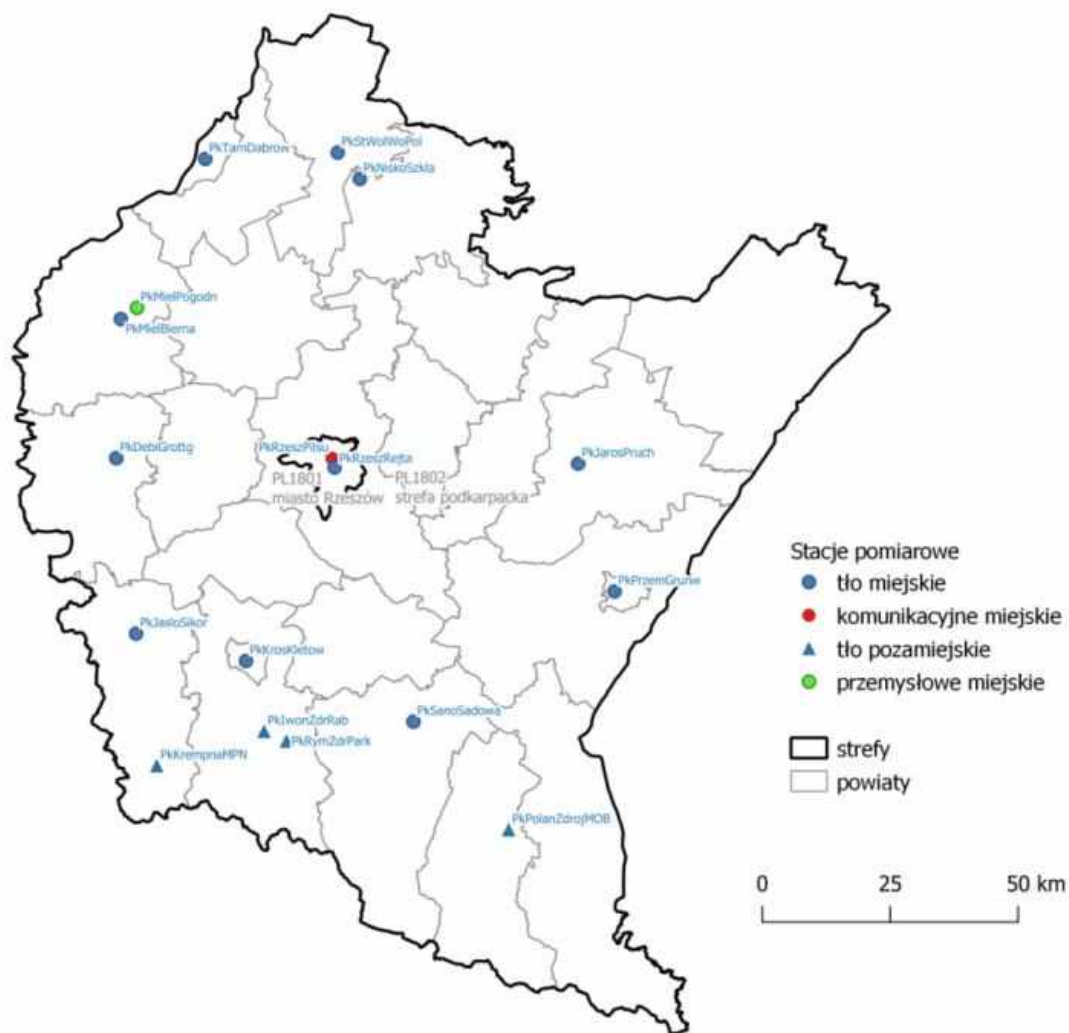 PkTarnDabrow
PkStWolWoPol
PkNiskoSzkla
PkMielPogodn
PkMielBierna
PkDebiGrottg
PkRzeszPilsu
PkRzeszRejta
PkJarosPruch
PL1801
miasto Rzeszów
PL1802
strefa podkarpacka
PkPrzemGrunw
PkJasloSikor
PkKrosKletow
PkSanoSadowa
PkIwonZdrRab
PkRymZdrPark
PkKrempnaMPN
PkPolanZdrojMOB
Stacje pomiarowe
tło miejskie
komunikacyjne miejskie
tło pozamiejskie
przemysłowe miejskie
strefy
powiaty
0 25 50 km